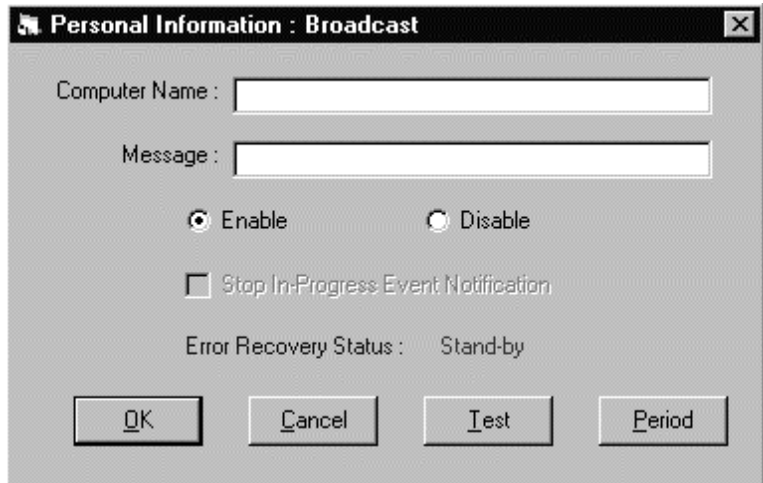 Personal Information : Broadcast
Computer Name :
Message :
Enable Disable
Stop In-Progress Event Notification
Error Recovery Status : Stand-by
OK Cancel Test Period